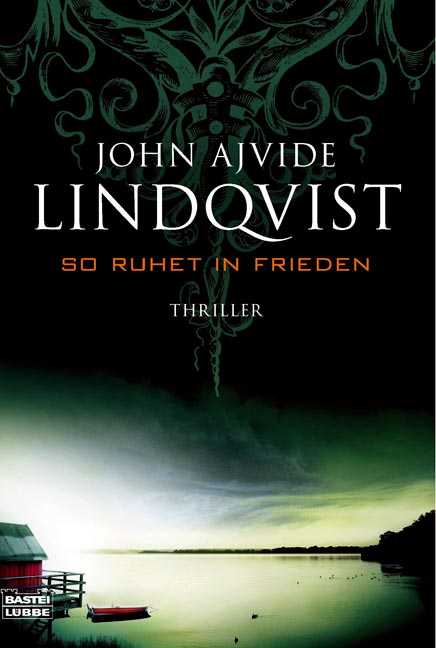 JOHN AJVIDE
LINDQVIST
SO RUHET IN FRIEDEN
THRILLER
BASTEI
LÜBBE